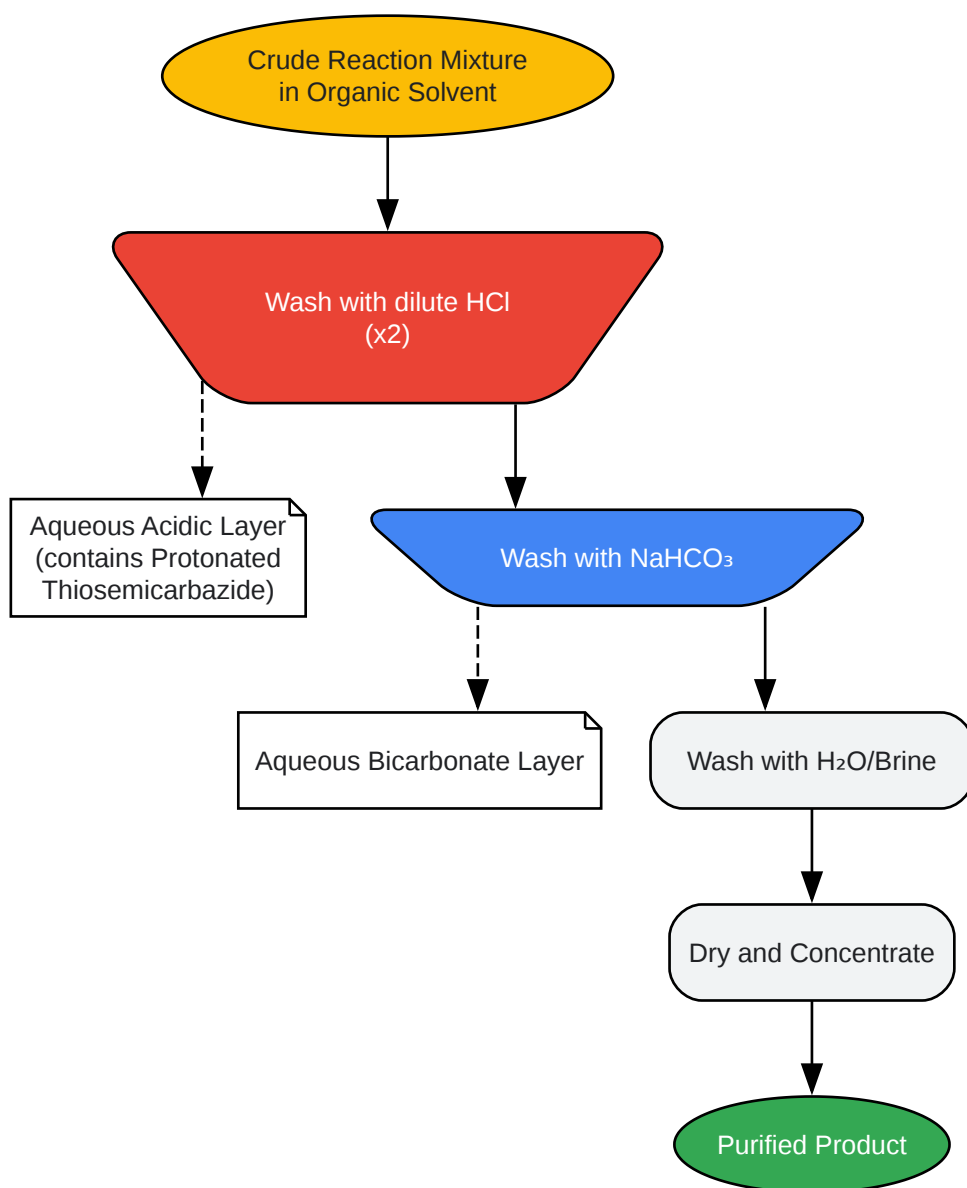 Crude Reaction Mixture
in Organic Solvent
Wash with dilute HCl
(x2)
Aqueous Acidic Layer
(contains Protonated
Thiosemicarbazide)
Wash with NaHCO₃
Aqueous Bicarbonate Layer
Wash with H₂O/Brine
Dry and Concentrate
Purified Product